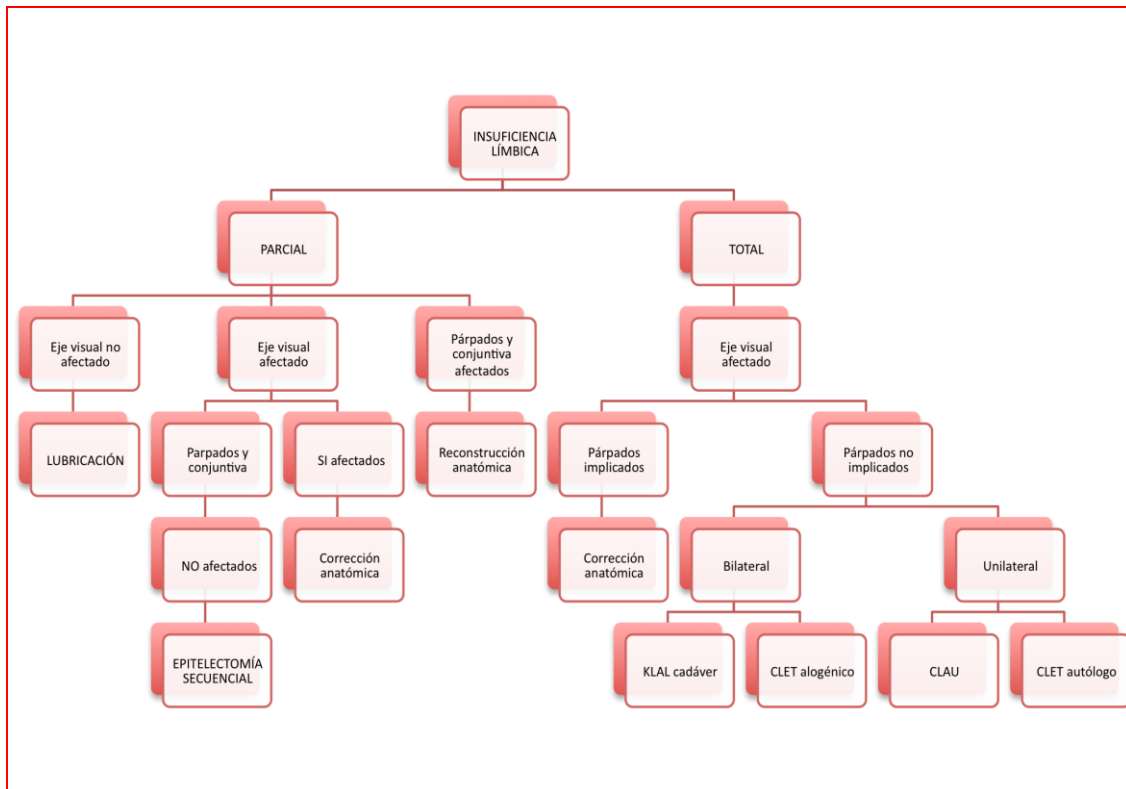 INSUFICIENCIA
LÍMBICA
PARCIAL
TOTAL
Eje visual no
afectado
Eje visual
afectado
Párpados y
conjuntiva
afectados
Eje visual
afectado
LUBRICACIÓN
Parpados y
conjuntiva
SI afectados
Reconstrucción
anatómica
Párpados
implicados
Párpados no
implicados
NO afectados
Corrección
anatómica
Corrección
anatómica
Bilateral
Unilateral
EPITELECTOMÍA
SECUENCIAL
KLAL cadáver
CLET alogénico
CLAU
CLET autólogo